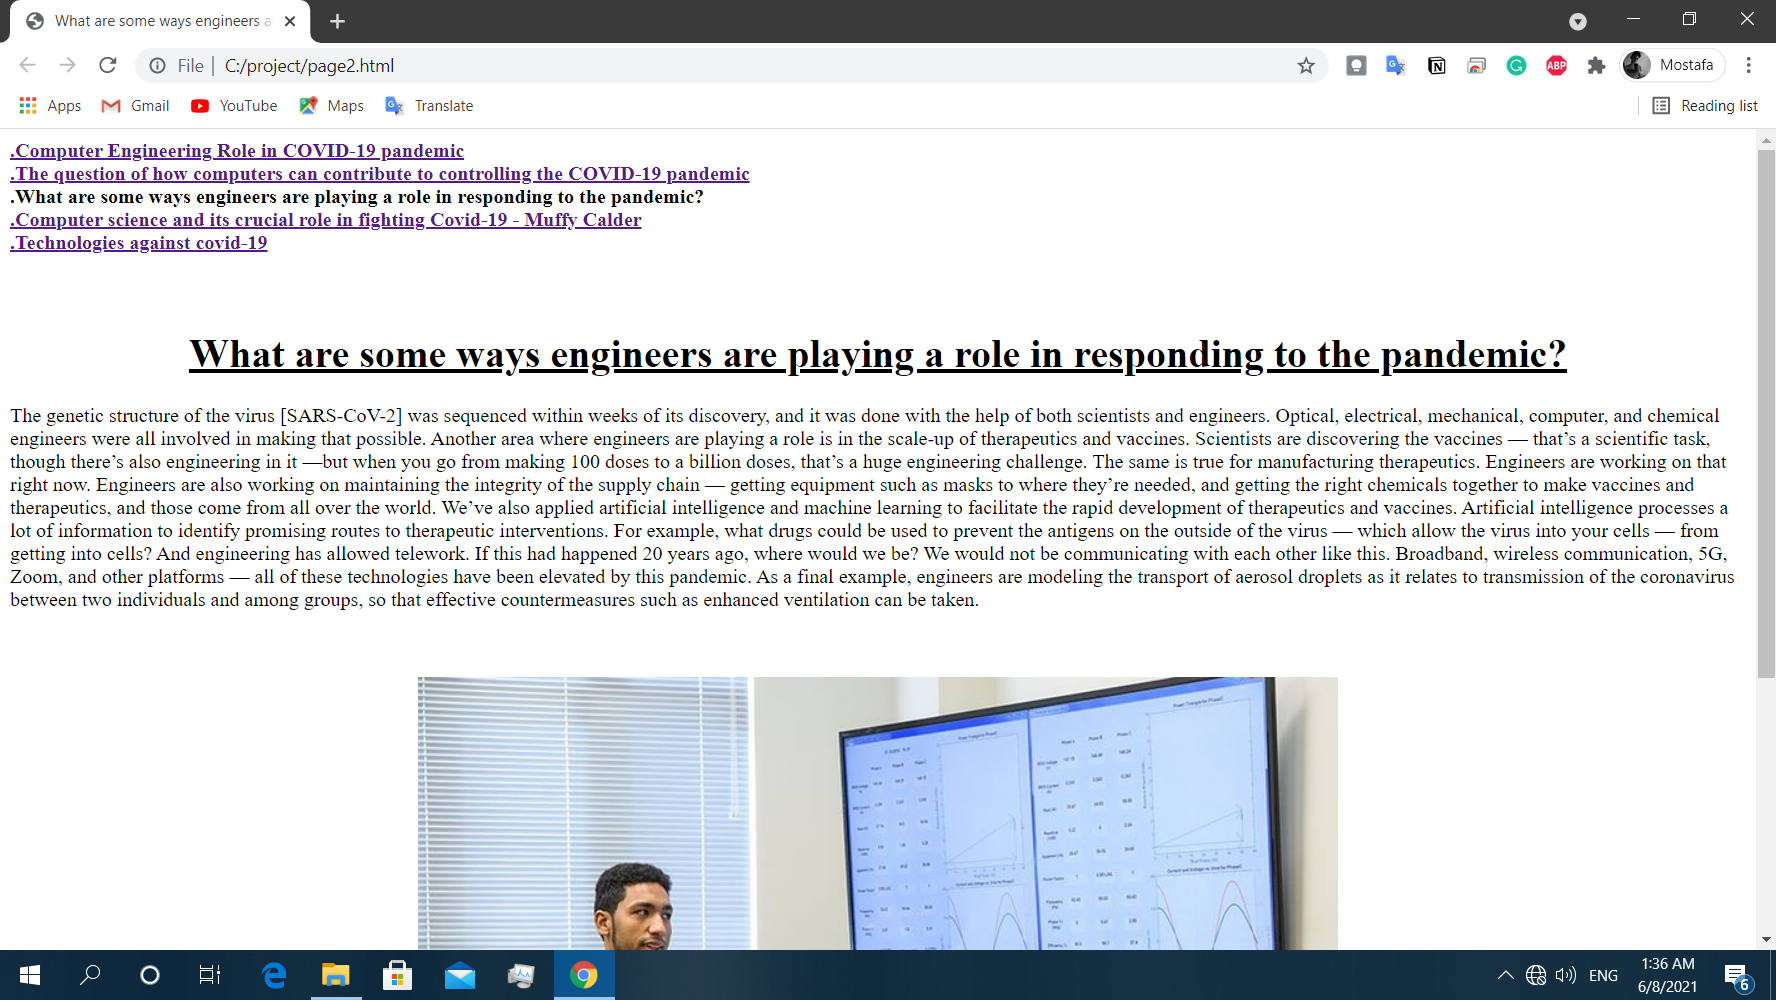 What are some ways engineers a
File | C:/project/page2.html
Mostafa
Apps Gmail YouTube Maps Translate Reading list
.Computer Engineering Role in COVID-19 pandemic
.The question of how computers can contribute to controlling the COVID-19 pandemic
.What are some ways engineers are playing a role in responding to the pandemic?
.Computer science and its crucial role in fighting Covid-19 - Muffy Calder
.Technologies against covid-19
What are some ways engineers are playing a role in responding to the pandemic?
The genetic structure of the virus [SARS-CoV-2] was sequenced within weeks of its discovery, and it was done with the help of both scientists and engineers. Optical, electrical, mechanical, computer, and chemical
engineers were all involved in making that possible. Another area where engineers are playing a role is in the scale-up of therapeutics and vaccines. Scientists are discovering the vaccines — that’s a scientific task,
though there’s also engineering in it —but when you go from making 100 doses to a billion doses, that’s a huge engineering challenge. The same is true for manufacturing therapeutics. Engineers are working on that
right now. Engineers are also working on maintaining the integrity of the supply chain — getting equipment such as masks to where they’re needed, and getting the right chemicals together to make vaccines and
therapeutics, and those come from all over the world. We’ve also applied artificial intelligence and machine learning to facilitate the rapid development of therapeutics and vaccines. Artificial intelligence processes a
lot of information to identify promising routes to therapeutic interventions. For example, what drugs could be used to prevent the antigens on the outside of the virus — which allow the virus into your cells — from
getting into cells? And engineering has allowed telework. If this had happened 20 years ago, where would we be? We would not be communicating with each other like this. Broadband, wireless communication, 5G,
Zoom, and other platforms — all of these technologies have been elevated by this pandemic. As a final example, engineers are modeling the transport of aerosol droplets as it relates to transmission of the coronavirus
between two individuals and among groups, so that effective countermeasures such as enhanced ventilation can be taken.
ABP
ENG
1:36 AM
6/8/2021
6